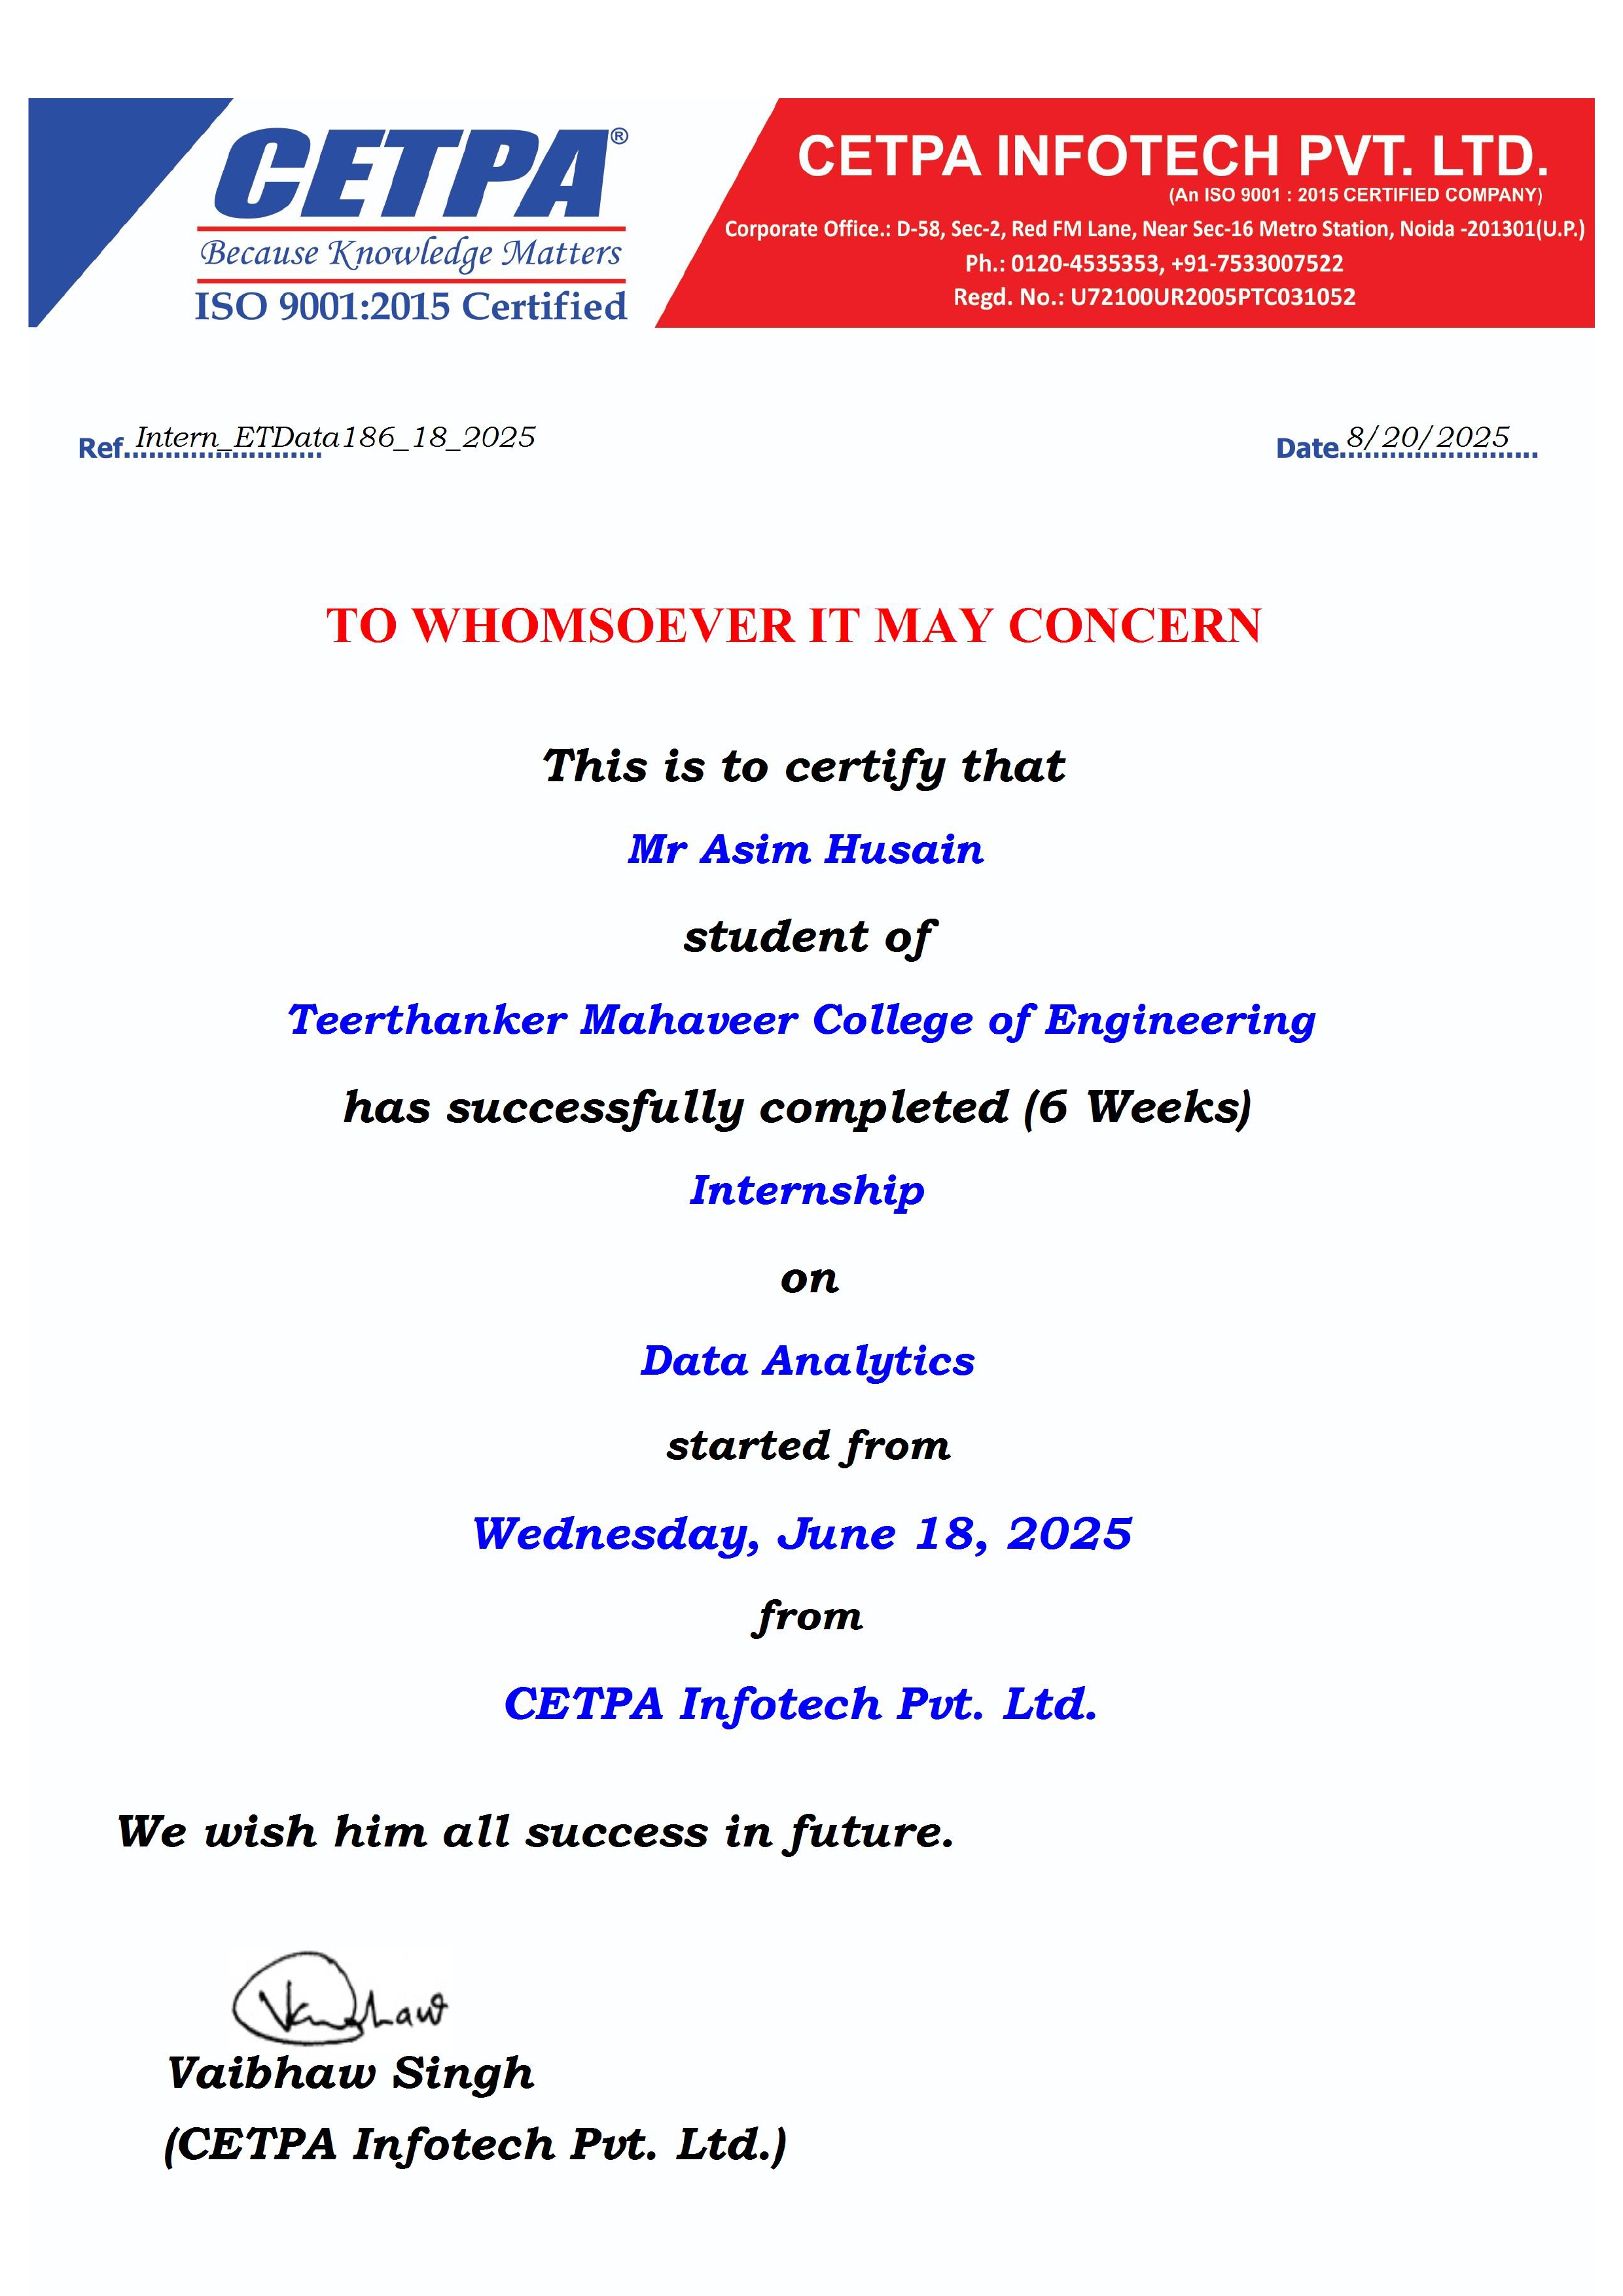 CETPA®
Because Knowledge Matters
ISO 9001:2015 Certified
CETPA INFOTECH PVT. LTD.
(An ISO 9001 : 2015 CERTIFIED COMPANY)
Corporate Office.: D-58, Sec-2, Red FM Lane, Near Sec-16 Metro Station, Noida -201301(U.P.)
Ph.: 0120-4535353, +91-7533007522
Regd. No.: U72100UR2005PTC031052
Ref........................ Intern_ETData186_18_2025
Date........................ 8/20/2025
TO WHOMSOEVER IT MAY CONCERN
This is to certify that
Mr Asim Husain
student of
Teerthanker Mahaveer College of Engineering
has successfully completed (6 Weeks)
Internship
on
Data Analytics
started from
Wednesday, June 18, 2025
from
CETPA Infotech Pvt. Ltd.
We wish him all success in future.
Vaibhaw Singh
(CETPA Infotech Pvt. Ltd.)